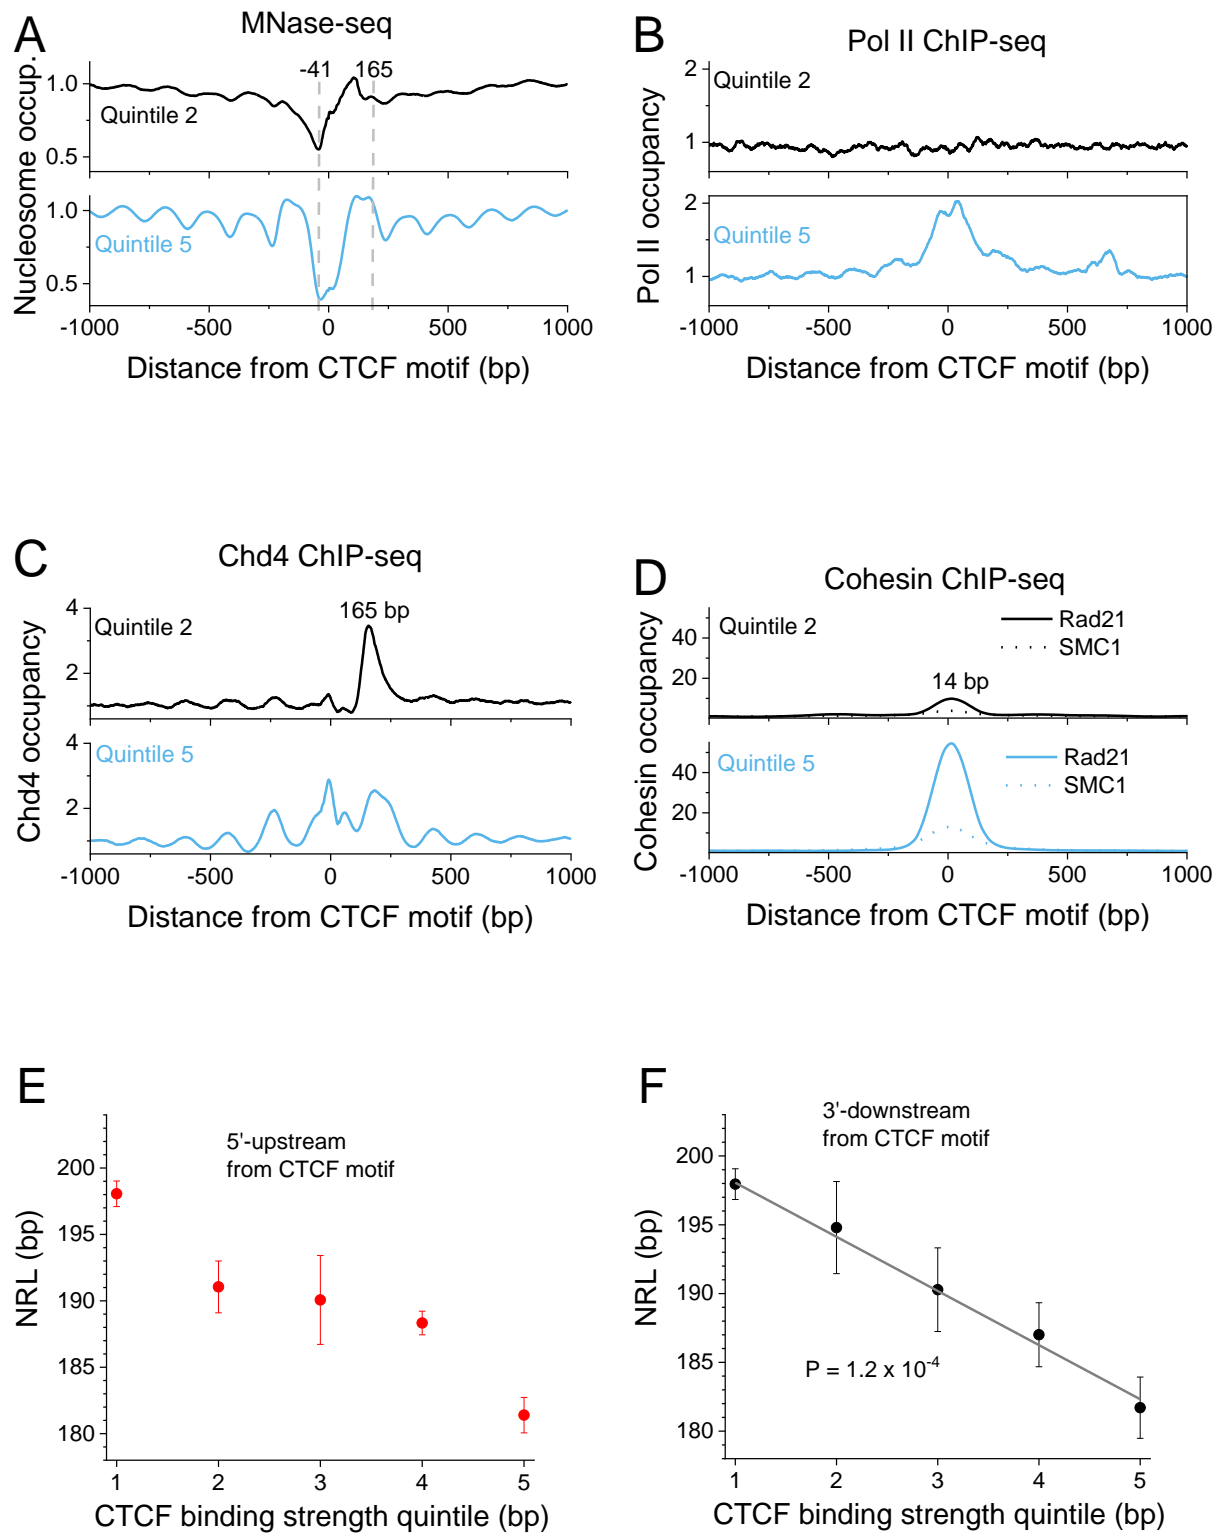 A
MNase-seq
Nucleosome occup.
-41
165
1.0
Quintile 2
0.5
1.0
Quintile 5
0.5
-1000
-500
0
500
1000
Distance from CTCF motif (bp)
B
Pol II ChIP-seq
Pol II occupancy
2
Quintile 2
1
2
Quintile 5
1
-1000
-500
0
500
1000
Distance from CTCF motif (bp)
C
Chd4 ChIP-seq
Chd4 occupancy
4
165 bp
Quintile 2
2
4
Quintile 5
2
-1000
-500
0
500
1000
Distance from CTCF motif (bp)
D
Cohesin ChIP-seq
Cohesin occupancy
Quintile 2
Rad21
SMC1
40
20
14 bp
Quintile 5
Rad21
SMC1
40
20
-1000
-500
0
500
1000
Distance from CTCF motif (bp)
E
5'-upstream
from CTCF motif
NRL (bp)
200
195
190
185
180
1
2
3
4
5
CTCF binding strength quintile (bp)
F
3'-downstream
from CTCF motif
NRL (bp)
200
195
190
185
180
P = 1.2 x 10-4
1
2
3
4
5
CTCF binding strength quintile (bp)